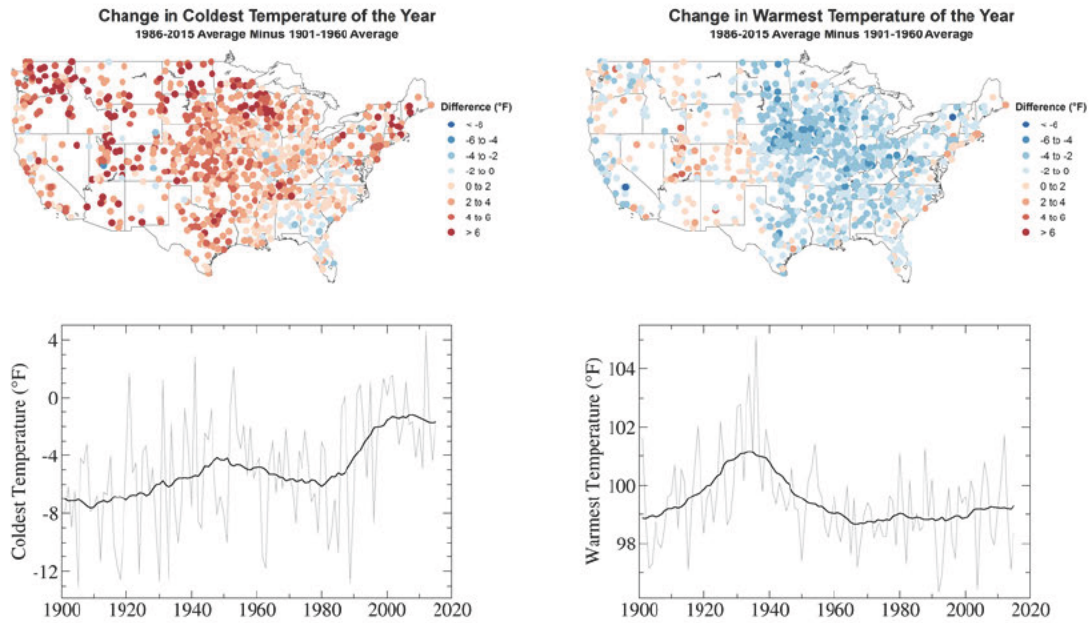 Change in Coldest Temperature of the Year
1986-2015 Average Minus 1901-1960 Average
Difference (°F)
< -6
-6 to -4
-4 to -2
-2 to 0
0 to 2
2 to 4
4 to 6
> 6
Change in Warmest Temperature of the Year
1986-2015 Average Minus 1901-1960 Average
Difference (°F)
< -6
-6 to -4
-4 to -2
-2 to 0
0 to 2
2 to 4
4 to 6
> 6
Coldest Temperature (°F)
4
0
-4
-8
-12
1900 1920 1940 1960 1980 2000 2020
Warmest Temperature (°F)
104
102
100
98
1900 1920 1940 1960 1980 2000 2020